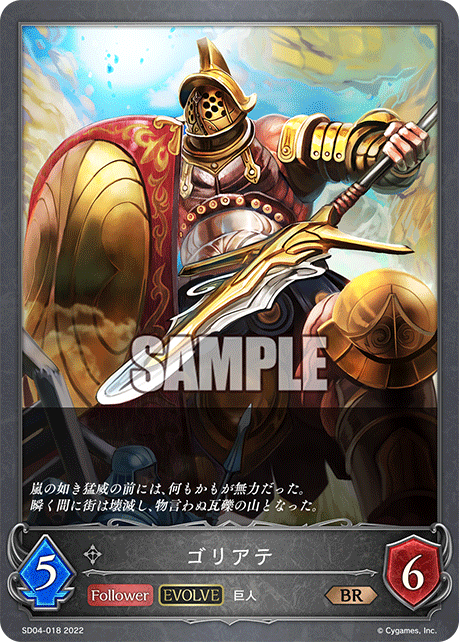 SAMPLE
嵐の如き猛威の前には、何もかもが無力だった。
瞬く間に街は壊滅し、物言わぬ瓦礫の山となった。
5
ゴリアテ
6
Follower EVOLVE 巨人 BR
SD04-018 2022 © Cygames, Inc.